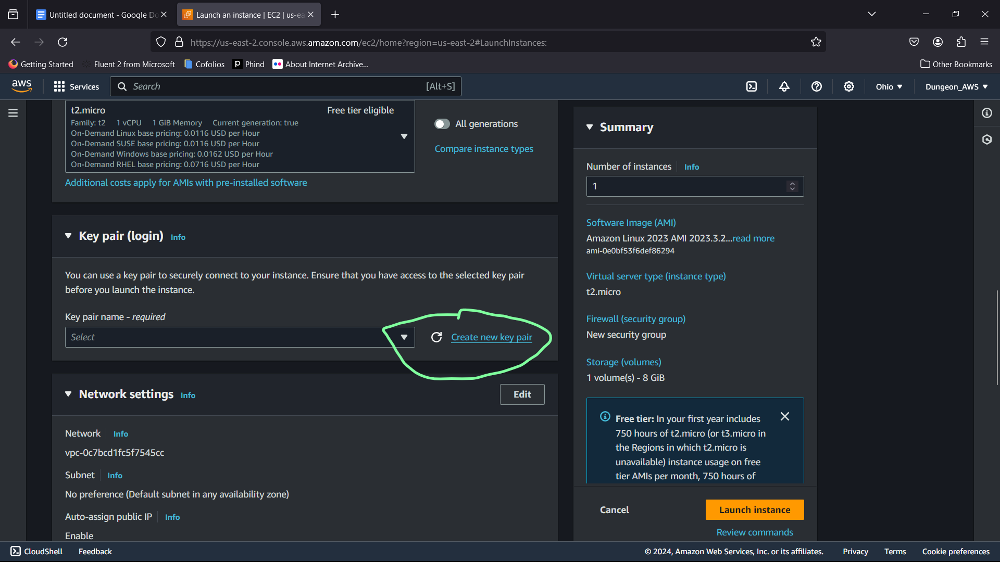 Untitled document - Google Do
Launch an instance | EC2 | us-ea
https://us-east-2.console.aws.amazon.com/ec2/home?region=us-east-2#LaunchInstances:
Getting Started
Fluent 2 from Microsoft
Cofolios
Phind
About Internet Archive...
Other Bookmarks
aws
Services
Search
[Alt+S]
Ohio
Dungeon_AWS
t2.micro
Free tier eligible
Family: t2 1 vCPU 1 GiB Memory Current generation: true
On-Demand Linux base pricing: 0.0116 USD per Hour
On-Demand SUSE base pricing: 0.0116 USD per Hour
On-Demand Windows base pricing: 0.0162 USD per Hour
On-Demand RHEL base pricing: 0.0716 USD per Hour
All generations
Compare instance types
Additional costs apply for AMIs with pre-installed software
Key pair (login) Info
You can use a key pair to securely connect to your instance. Ensure that you have access to the selected key pair
before you launch the instance.
Key pair name - required
Select
Create new key pair
Network settings Info
Edit
Network Info
vpc-0c7bcd1fc5f7545cc
Subnet Info
No preference (Default subnet in any availability zone)
Auto-assign public IP Info
Enable
Summary
Number of instances Info
1
Software Image (AMI)
Amazon Linux 2023 AMI 2023.3.2...read more
ami-0e0bf53f6def86294
Virtual server type (instance type)
t2.micro
Firewall (security group)
New security group
Storage (volumes)
1 volume(s) - 8 GiB
Free tier: In your first year includes
750 hours of t2.micro (or t3.micro in
the Regions in which t2.micro is
unavailable) instance usage on free
tier AMIs per month, 750 hours of
Cancel
Launch instance
Review commands
CloudShell
Feedback
© 2024, Amazon Web Services, Inc. or its affiliates.
Privacy
Terms
Cookie preferences